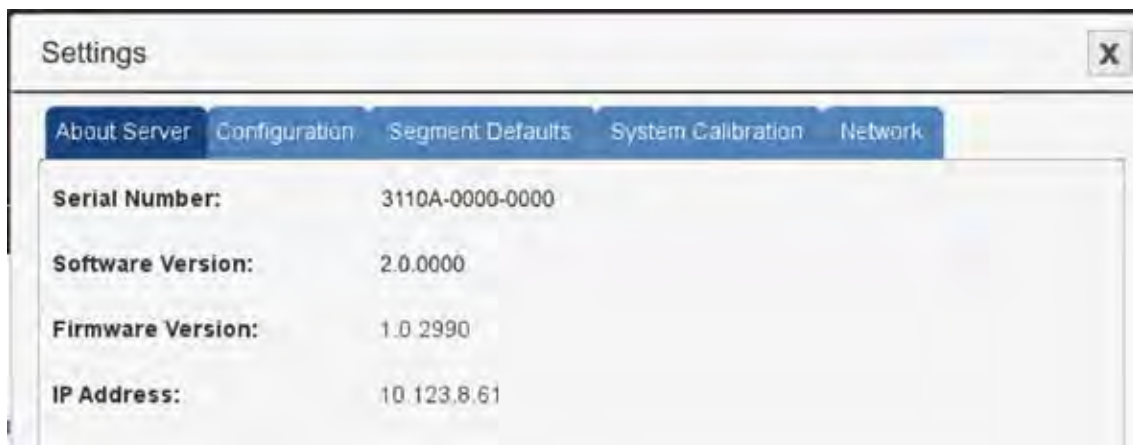 Settings X
About Server Configuration Segment Defaults System Calibration Network
Serial Number: 3110A-0000-0000
Software Version: 2.0.0000
Firmware Version: 1.0.2990
IP Address: 10.123.8.61